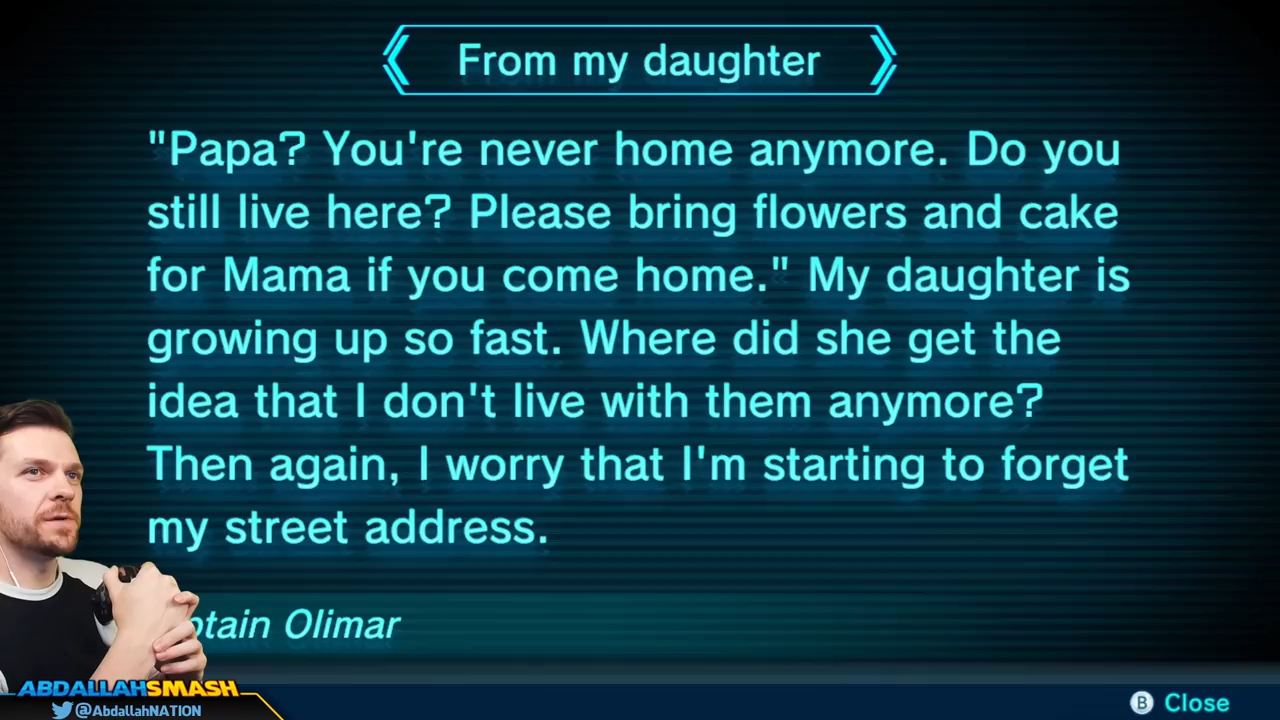 From my daughter
"Papa? You're never home anymore. Do you
still live here? Please bring flowers and cake
for Mama if you come home." My daughter is
growing up so fast. Where did she get the
idea that I don't live with them anymore?
Then again, I worry that I'm starting to forget
my street address.
Olimar
ABDALLAHSMASH
@AbdallahNATION
B Close